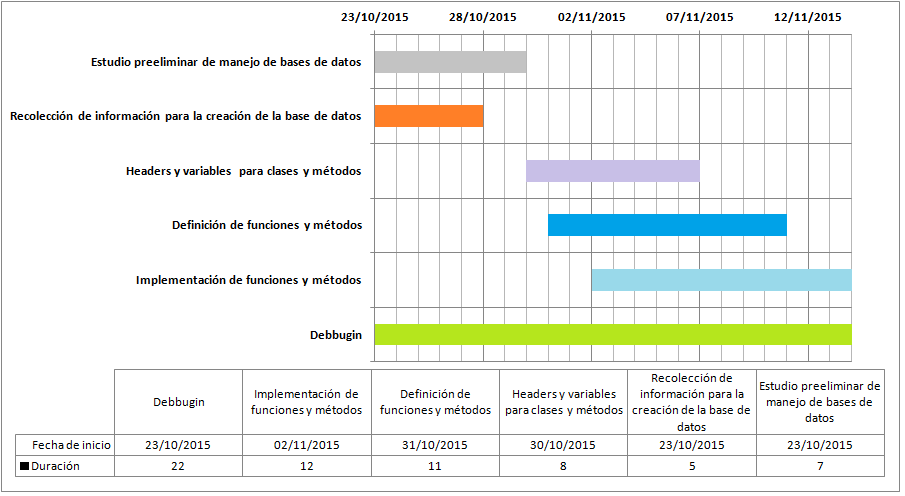 23/10/2015 28/10/2015 02/11/2015 07/11/2015 12/11/2015
Estudio preeliminar de manejo de bases de datos
Recolección de información para la creación de la base de datos
Headers y variables para clases y métodos
Definición de funciones y métodos
Implementación de funciones y métodos
Debbugin
Debbugin
Implementación de
funciones y métodos
Definición de
funciones y métodos
Headers y variables
para clases y métodos
Recolección de
información para la
creación de la base de
datos
Estudio preeliminar de
manejo de bases de
datos
Fecha de inicio 23/10/2015 02/11/2015 31/10/2015 30/10/2015 23/10/2015 23/10/2015
Duración 22 12 11 8 5 7